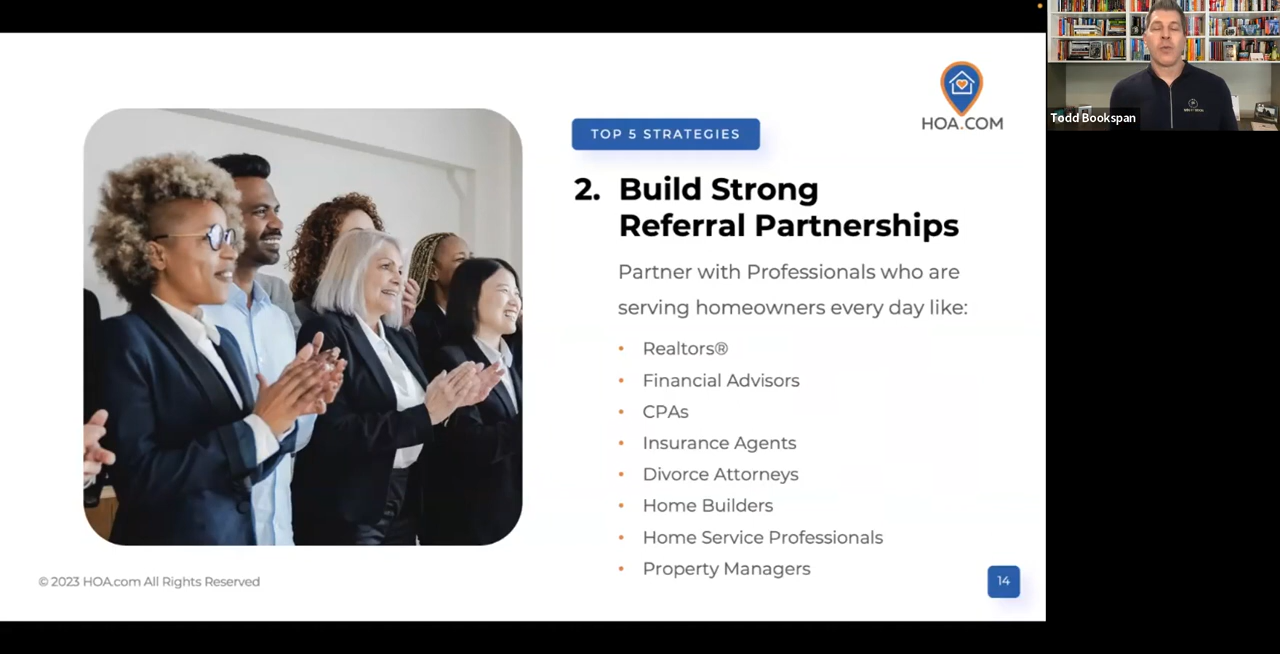 HOA.COM
TOP 5 STRATEGIES
2. Build Strong
Referral Partnerships
Partner with Professionals who are
serving homeowners every day like:
• Realtors®
• Financial Advisors
• CPAs
• Insurance Agents
• Divorce Attorneys
• Home Builders
• Home Service Professionals
• Property Managers
© 2023 HOA.com All Rights Reserved
14
Todd Bookspan